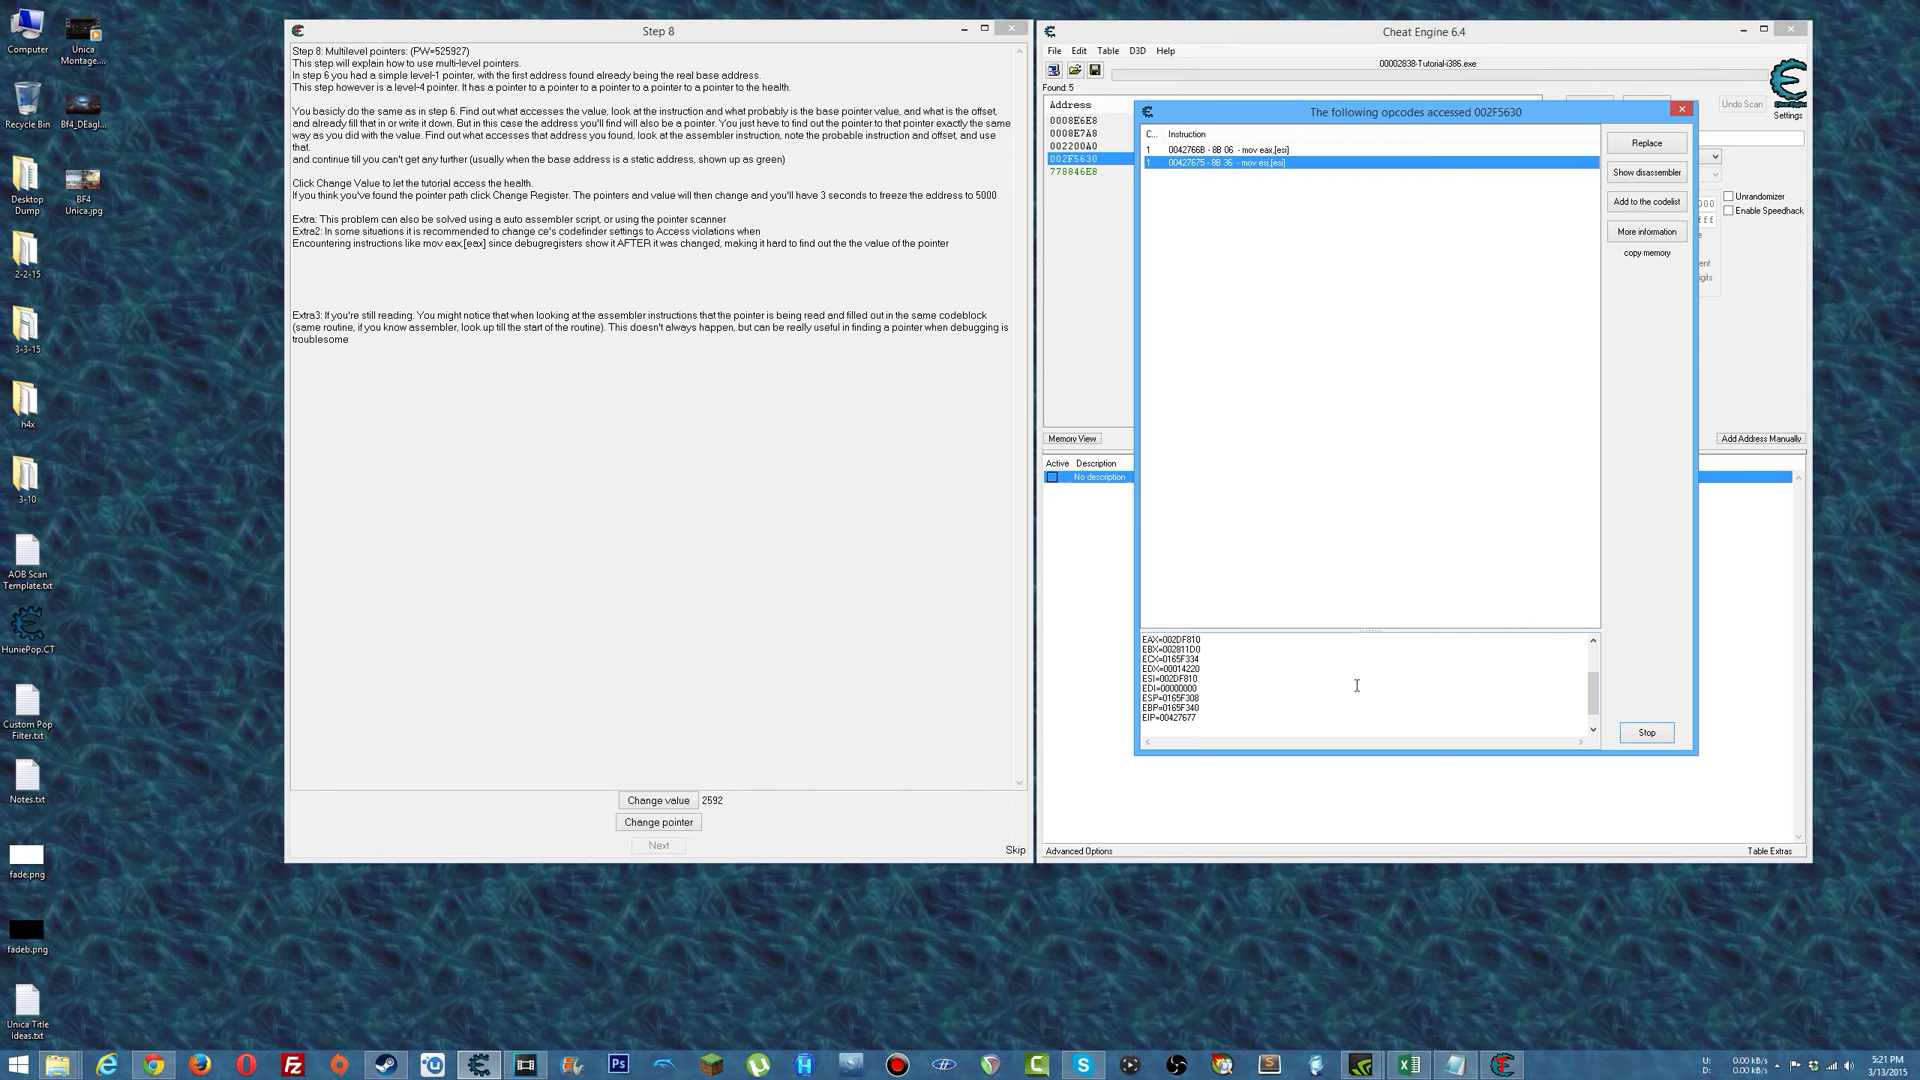 Computer
Unica
Montage...
Recycle Bin
Bf4_DEagl...
Desktop
Dump
BF4
Unica.jpg
2-2-15
3-3-15
h4x
3-10
AOB Scan
Template.txt
HuniePop.CT
Custom Pop
Filter.txt
Notes.txt
fade.png
fadeb.png
Unica Title
Ideas.txt
Step 8
Step 8: Multilevel pointers: (PW=525927)
This step will explain how to use multi-level pointers.
In step 6 you had a simple level-1 pointer, with the first address found already being the real base address.
This step however is a level-4 pointer. It has a pointer to a pointer to a pointer to a pointer to a pointer to the health.
You basicly do the same as in step 6. Find out what accesses the value, look at the instruction and what probably is the base pointer value, and what is the offset,
and already fill that in or write it down. But in this case the address you'll find will also be a pointer. You just have to find out the pointer to that pointer exactly the same
way as you did with the value. Find out what accesses that address you found, look at the assembler instruction, note the probable instruction and offset, and use
that.
and continue till you can't get any further (usually when the base address is a static address, shown up as green)
Click Change Value to let the tutorial access the health.
If you think you've found the pointer path click Change Register. The pointers and value will then change and you'll have 3 seconds to freeze the address to 5000
Extra: This problem can also be solved using a auto assembler script, or using the pointer scanner
Extra2: In some situations it is recommended to change ce's codefinder settings to Access violations when
Encountering instructions like mov eax,[eax] since debugregisters show it AFTER it was changed, making it hard to find out the the value of the pointer
Extra3: If you're still reading. You might notice that when looking at the assembler instructions that the pointer is being read and filled out in the same codeblock
(same routine, if you know assembler, look up till the start of the routine). This doesn't always happen, but can be really useful in finding a pointer when debugging is
troublesome
Change value 2592
Change pointer
Next
Skip
Cheat Engine 6.4
File Edit Table D3D Help
00002838-Tutorial-i386.exe
Found: 5
Undo Scan
Settings
Address
0008E6E8
0008E7A8
002200A0
002F5630
778846E8
Unrandomizer
Enable Speedhack
000
fff
ent
igits
The following opcodes accessed 002F5630
C... Instruction
1 0042766B - 8B 06 - mov eax,[esi]
1 00427675 - 8B 36 - mov esi,[esi]
Replace
Show disassembler
Add to the codelist
More information
copy memory
EAX=002DF810
EBX=002811D0
ECX=0165F334
EDX=00014220
ESI=002DF810
EDI=00000000
ESP=0165F308
EBP=0165F340
EIP=00427677
Stop
Memory View
Add Address Manually
Active Description
No description
Advanced Options
Table Extras
U: 0.00 kB/s
D: 0.00 kB/s
5:21 PM
3/13/2015